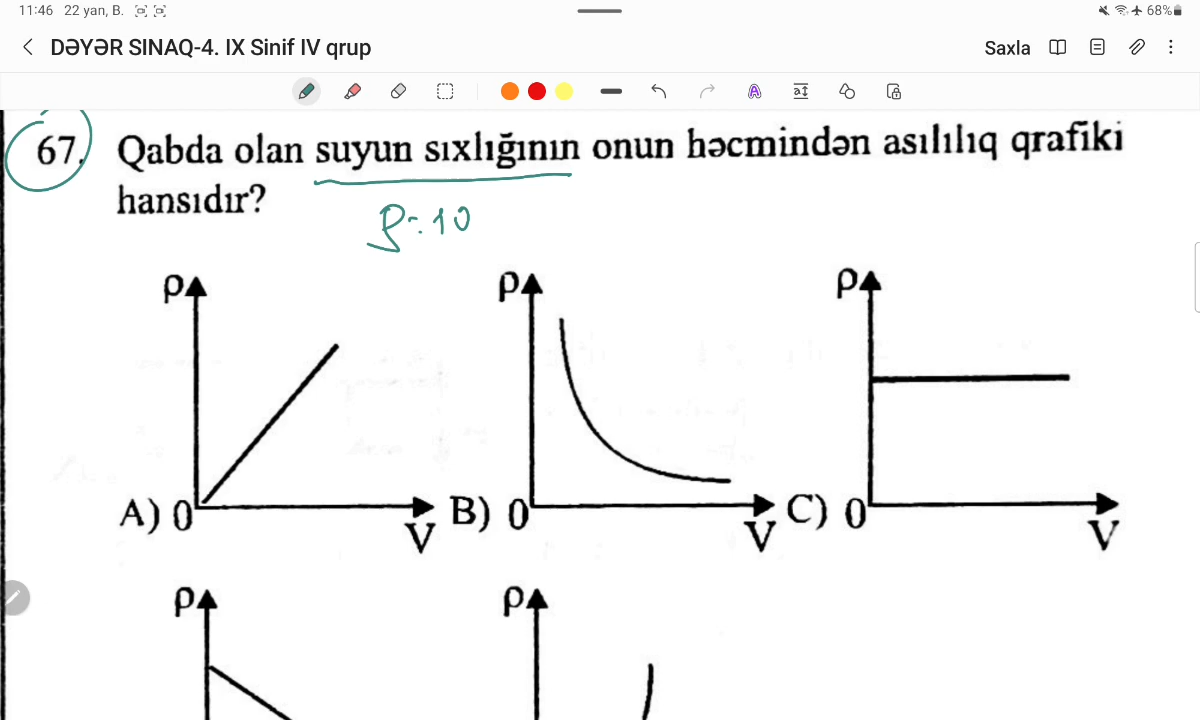 11:46 22 yan, B. 68%
DƏYƏR SINAQ-4. IX Sinif IV qrup Saxla
67. Qabda olan suyun sıxlığının onun həcmindən asılılıq qrafiki
hansıdır?
ρ ρ ρ
A) 0 V B) 0 V C) 0 V
ρ ρ